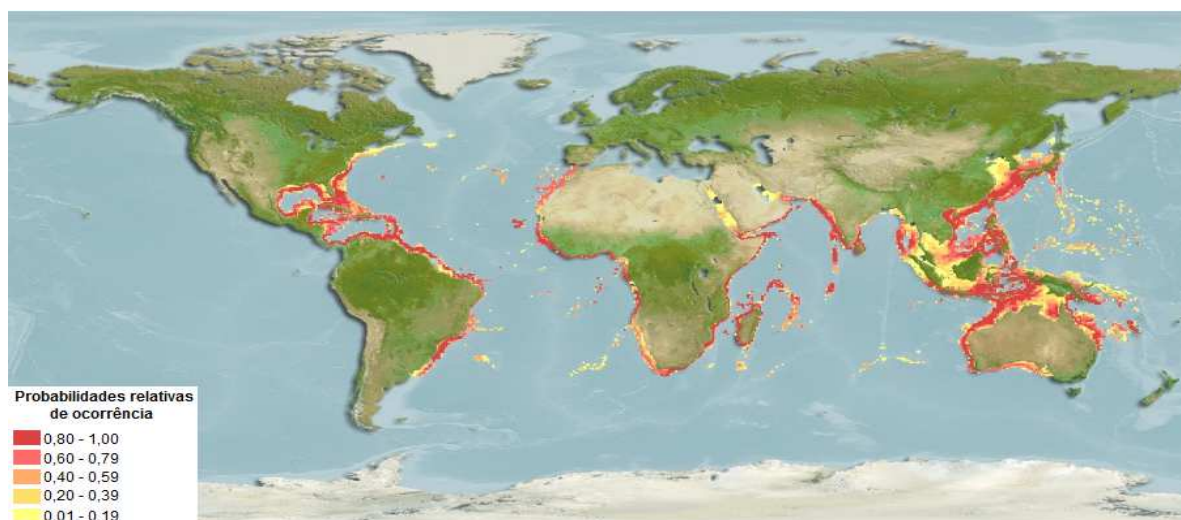 Probabilidades relativas
de ocorrência
0,80 - 1,00
0,60 - 0,79
0,40 - 0,59
0,20 - 0,39
0,01 - 0,19